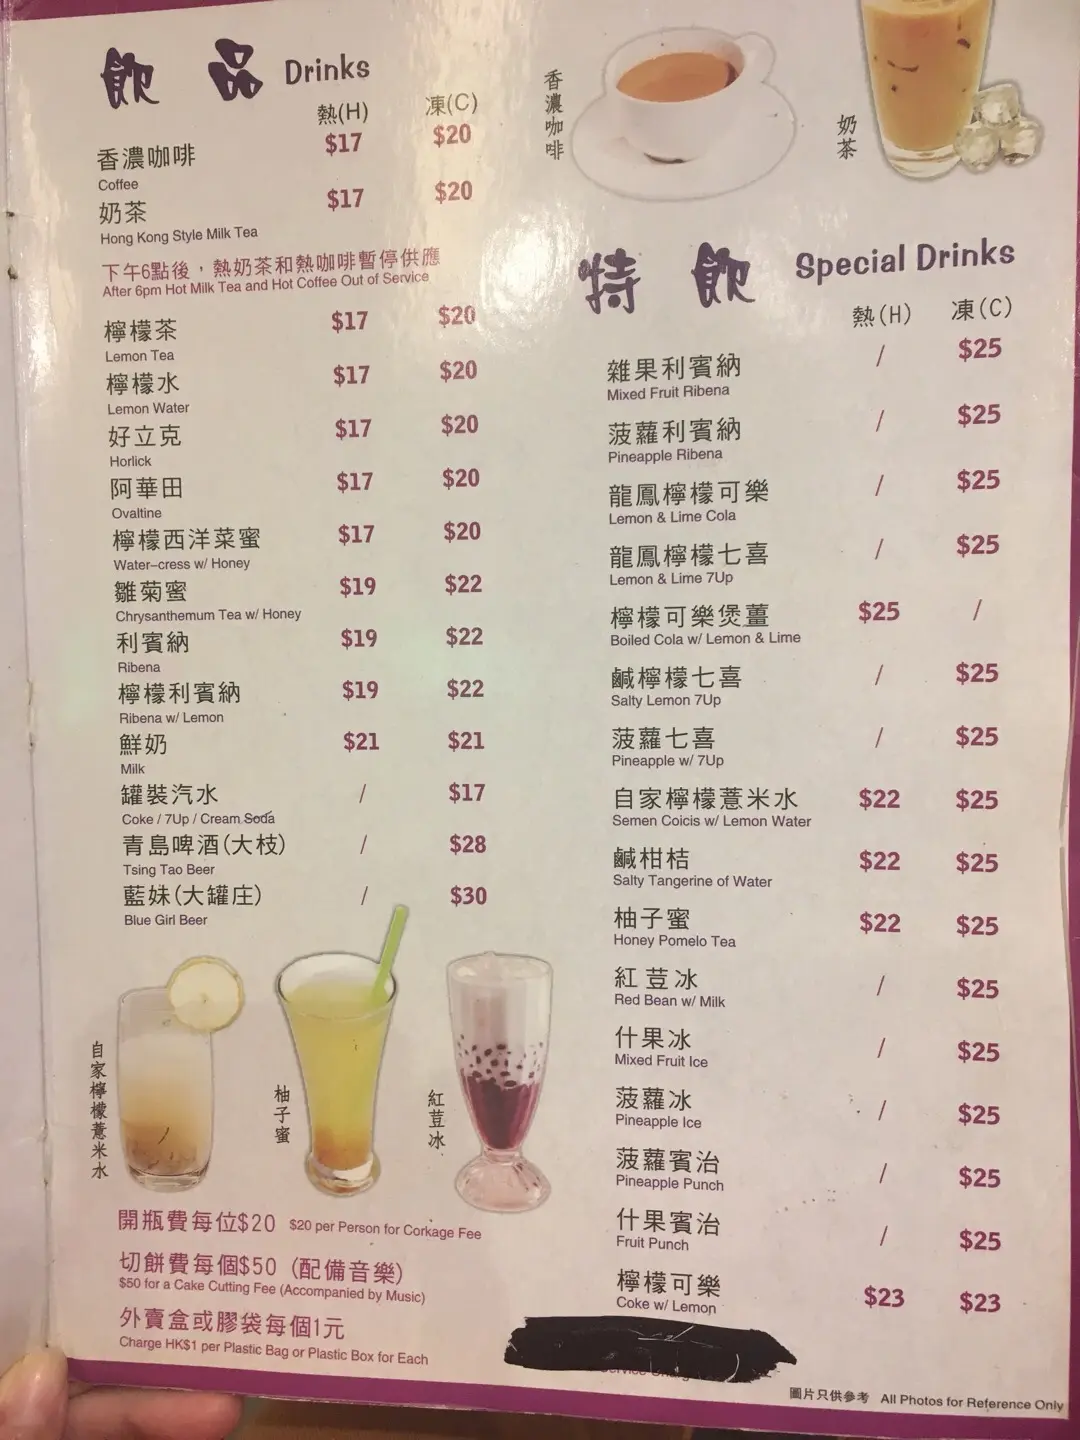 飲品 Drinks
熱(H) 凍(C)
香濃咖啡 $17 $20
Coffee
奶茶 $17 $20
Hong Kong Style Milk Tea
下午6點後，熱奶茶和熱咖啡暫停供應
After 6pm Hot Milk Tea and Hot Coffee Out of Service
檸檬茶 $17 $20
Lemon Tea
檸檬水 $17 $20
Lemon Water
好立克 $17 $20
Horlick
阿華田 $17 $20
Ovaltine
檸檬西洋菜蜜 $17 $20
Water-cress w/ Honey
雛菊蜜 $19 $22
Chrysanthemum Tea w/ Honey
利賓納 $19 $22
Ribena
檸檬利賓納 $19 $22
Ribena w/ Lemon
鮮奶 $21 $21
Milk
罐裝汽水 / $17
Coke / 7Up / Cream Soda
青島啤酒(大枝) / $28
Tsing Tao Beer
藍妹(大罐庄) / $30
Blue Girl Beer
自家檸檬薏米水
柚子蜜
紅荳冰
開瓶費每位$20 $20 per Person for Corkage Fee
切餅費每個$50 (配備音樂)
$50 for a Cake Cutting Fee (Accompanied by Music)
外賣盒或膠袋每個1元
Charge HK$1 per Plastic Bag or Plastic Box for Each
香濃咖啡
奶茶
特飲 Special Drinks
熱(H) 凍(C)
雜果利賓納 / $25
Mixed Fruit Ribena
菠蘿利賓納 / $25
Pineapple Ribena
龍鳳檸檬可樂 / $25
Lemon & Lime Cola
龍鳳檸檬七喜 / $25
Lemon & Lime 7Up
檸檬可樂煲薑 $25 /
Boiled Cola w/ Lemon & Lime
鹹檸檬七喜 / $25
Salty Lemon 7Up
菠蘿七喜 / $25
Pineapple w/ 7Up
自家檸檬薏米水 $22 $25
Semen Coicis w/ Lemon Water
鹹柑桔 $22 $25
Salty Tangerine of Water
柚子蜜 $22 $25
Honey Pomelo Tea
紅荳冰 / $25
Red Bean w/ Milk
什果冰 / $25
Mixed Fruit Ice
菠蘿冰 / $25
Pineapple Ice
菠蘿賓治 / $25
Pineapple Punch
什果賓治 / $25
Fruit Punch
檸檬可樂 $23 $23
Coke w/ Lemon
圖片只供參考 All Photos for Reference Only